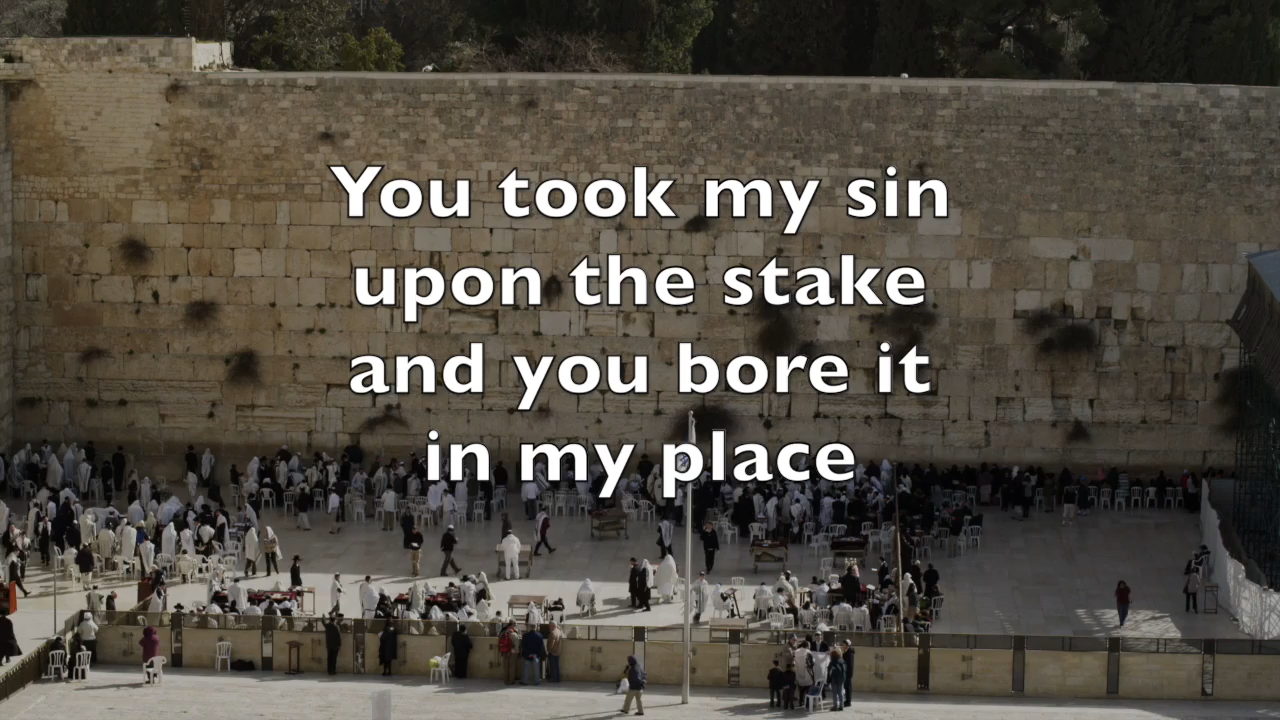 You took my sin
upon the stake
and you bore it
in my place